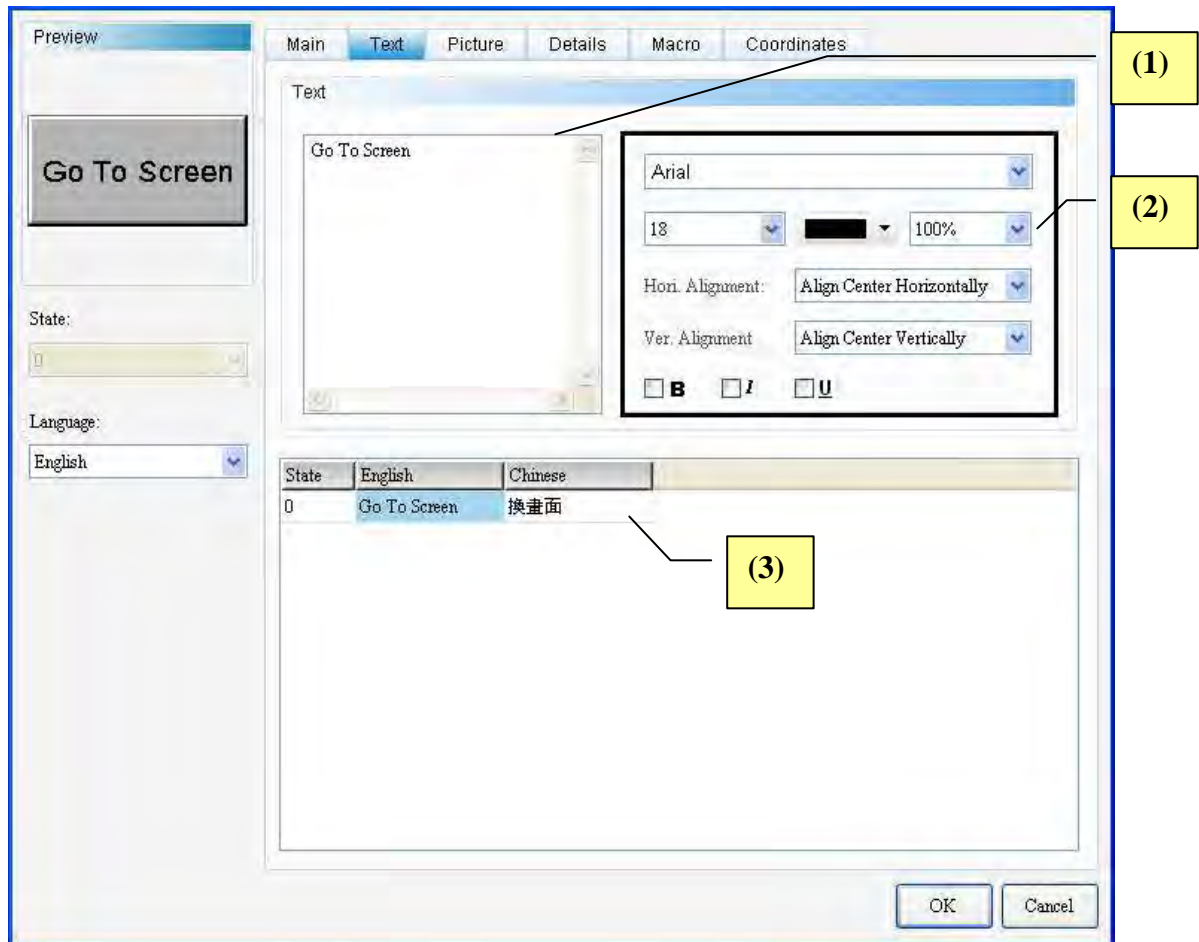 Preview
Main Text Picture Details Macro Coordinates
(1)
Text
Go To Screen
Go To Screen
Arial
18 100%
(2)
Hori. Alignment: Align Center Horizontally
Ver. Alignment Align Center Vertically
B I U
State:
0
Language:
English
State English Chinese
0 Go To Screen 換畫面
(3)
OK Cancel